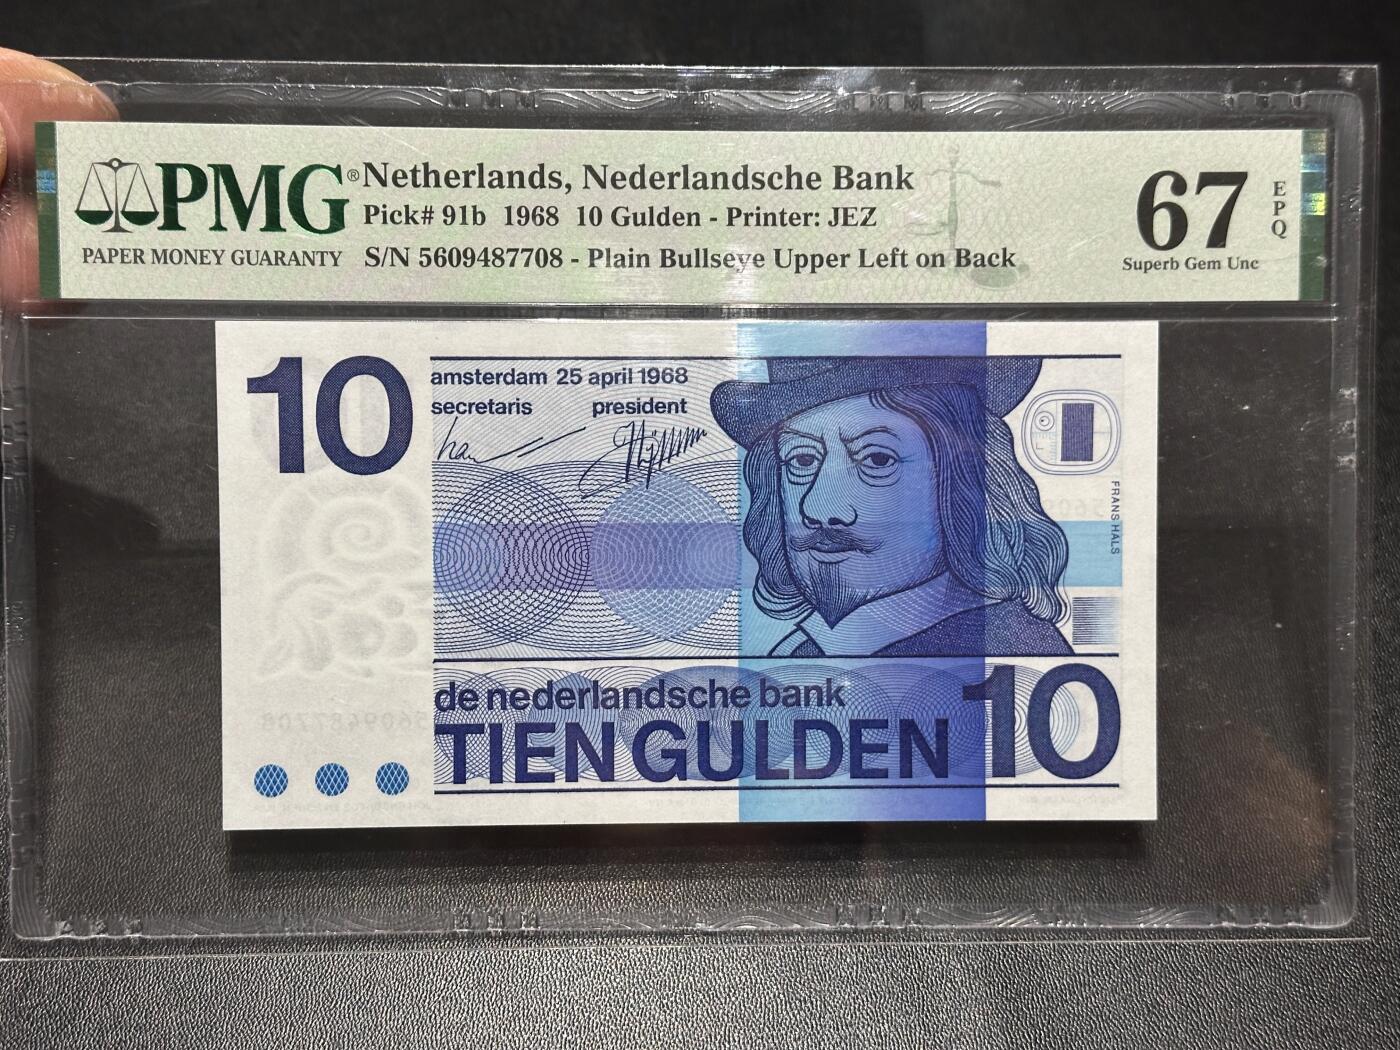 PMG®
PAPER MONEY GUARANTY
Netherlands, Nederlandsche Bank
Pick# 91b 1968 10 Gulden - Printer: JEZ
S/N 5609487708 - Plain Bullseye Upper Left on Back
67
EPQ
Superb Gem Unc
10
amsterdam 25 april 1968
secretaris president
FRANS HALS
de nederlandsche bank
TIEN GULDEN
10